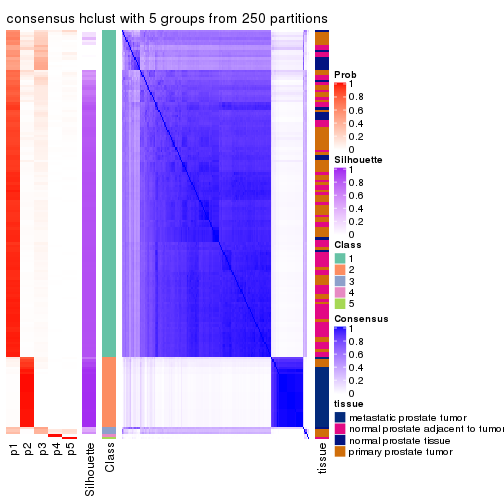 consensus hclust with 5 groups from 250 partitions
Prob
1
0.8
0.6
0.4
0.2
0
Silhouette
1
0.8
0.6
0.4
0.2
0
Class
1
2
3
4
5
Consensus
1
0.8
0.6
0.4
0.2
0
tissue
metastatic prostate tumor
normal prostate adjacent to tumor
normal prostate tissue
primary prostate tumor
p1
p2
p3
p4
p5
Silhouette
Class
tissue